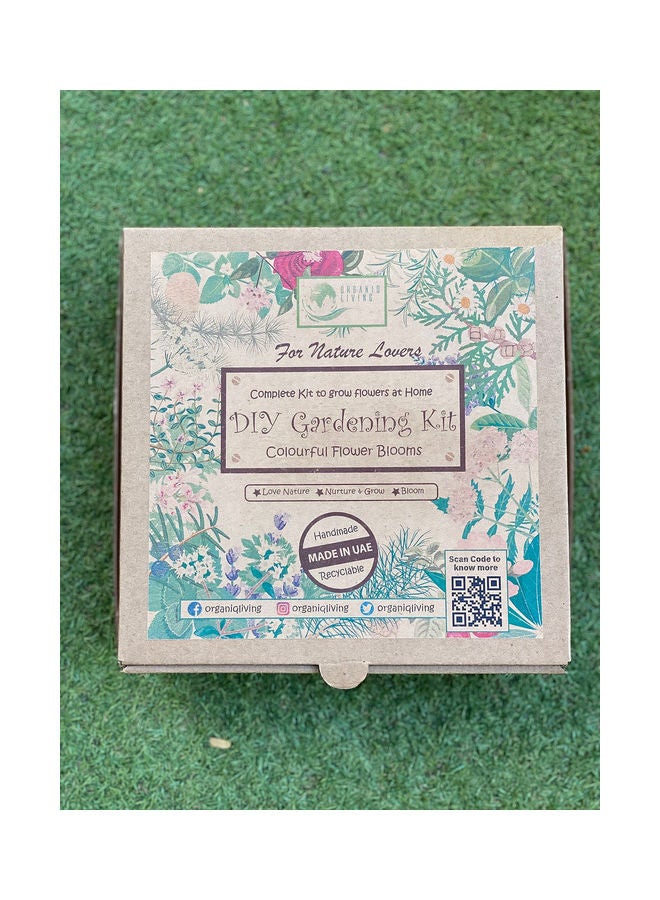 ORGANIQ
LIVING
For Nature Lovers
Complete Kit to grow flowers at Home
DIY Gardening Kit
Colourful Flower Blooms
Love Nature Nurture & Grow Bloom
Handmade
MADE IN UAE
Recyclable
Scan Code to
know more
organiqliving organiqliving organiqliving